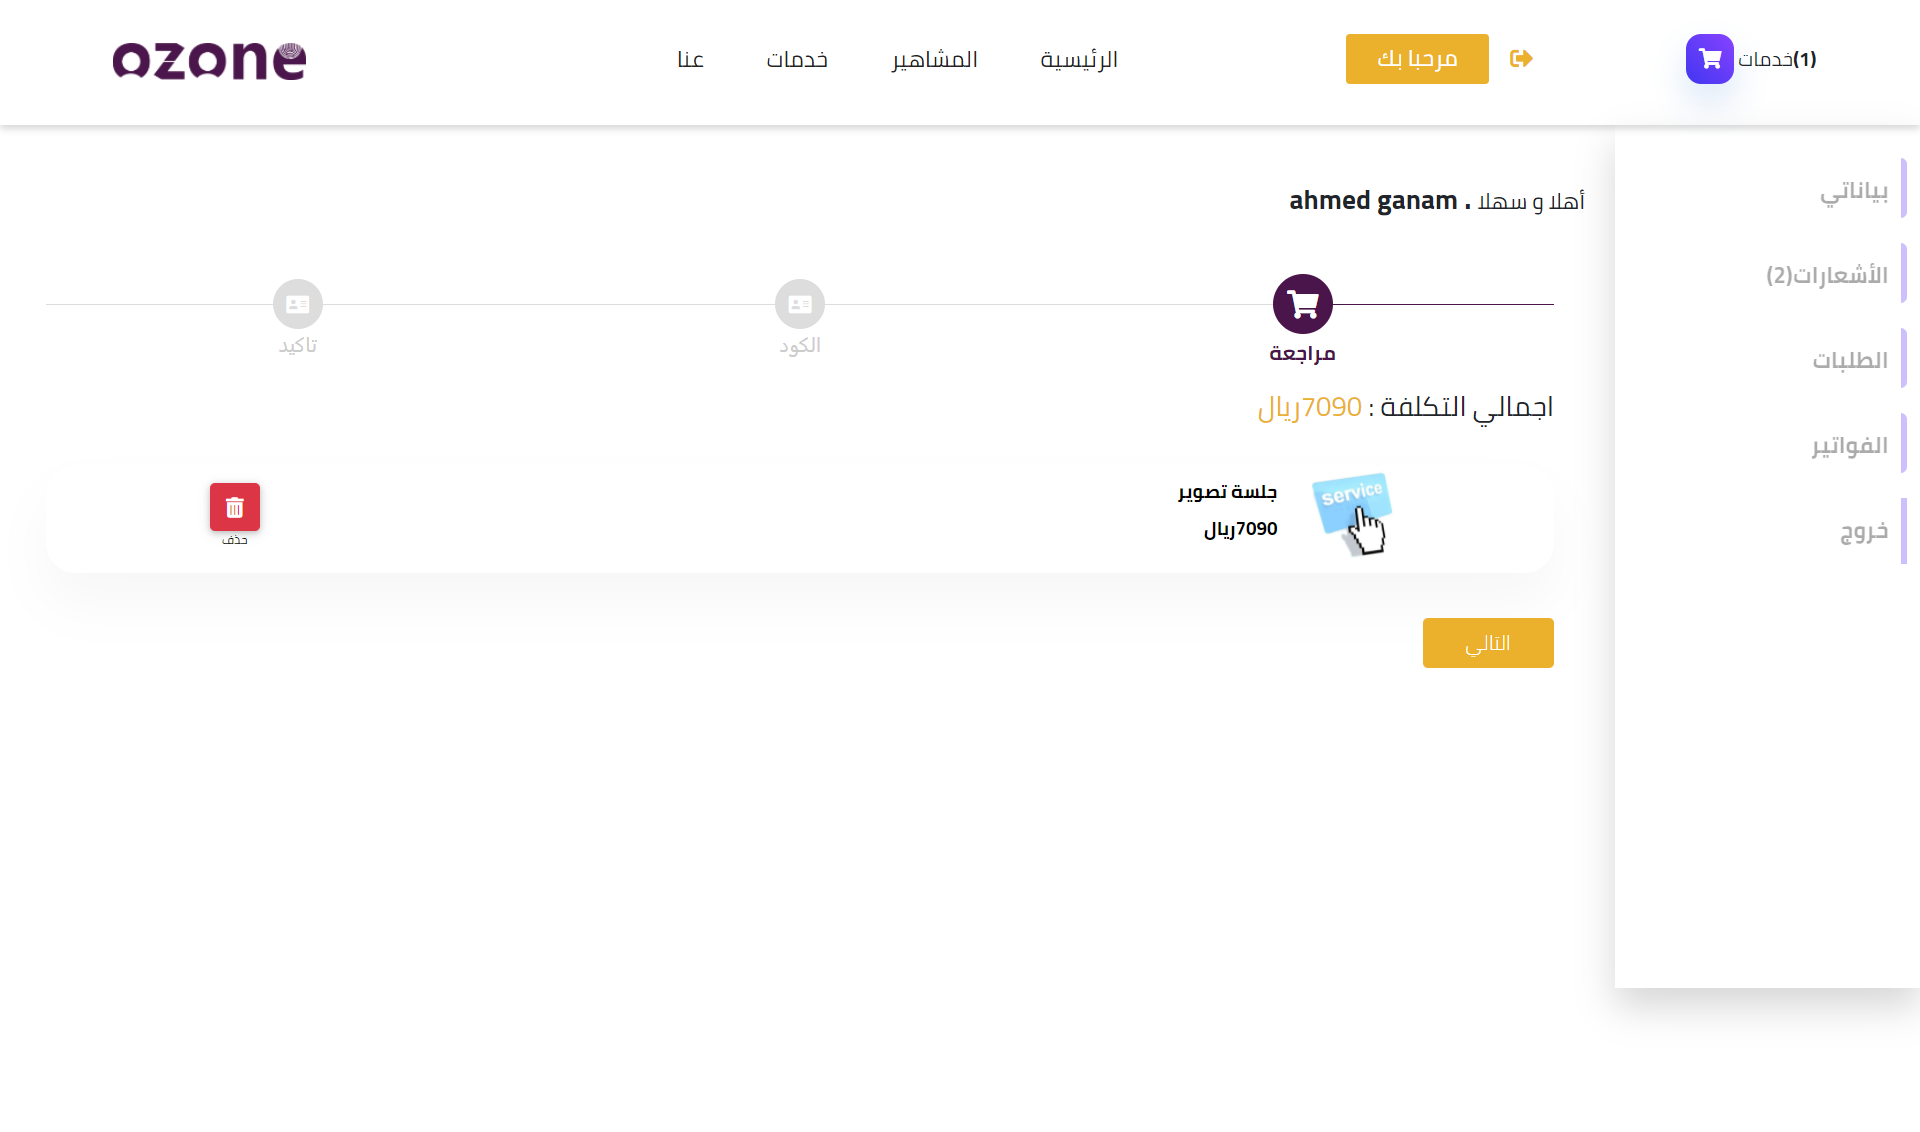 (1)خدمات
مرحبا بك
الرئيسية
المشاهير
خدمات
عنا
ozone
بياناتي
الأشعارات(2)
الطلبات
الفواتير
خروج
أهلا و سهلا . ahmed ganam
مراجعة
الكود
تاكيد
اجمالي التكلفة : 7090ريال
service
جلسة تصوير
7090ريال
حذف
التالي